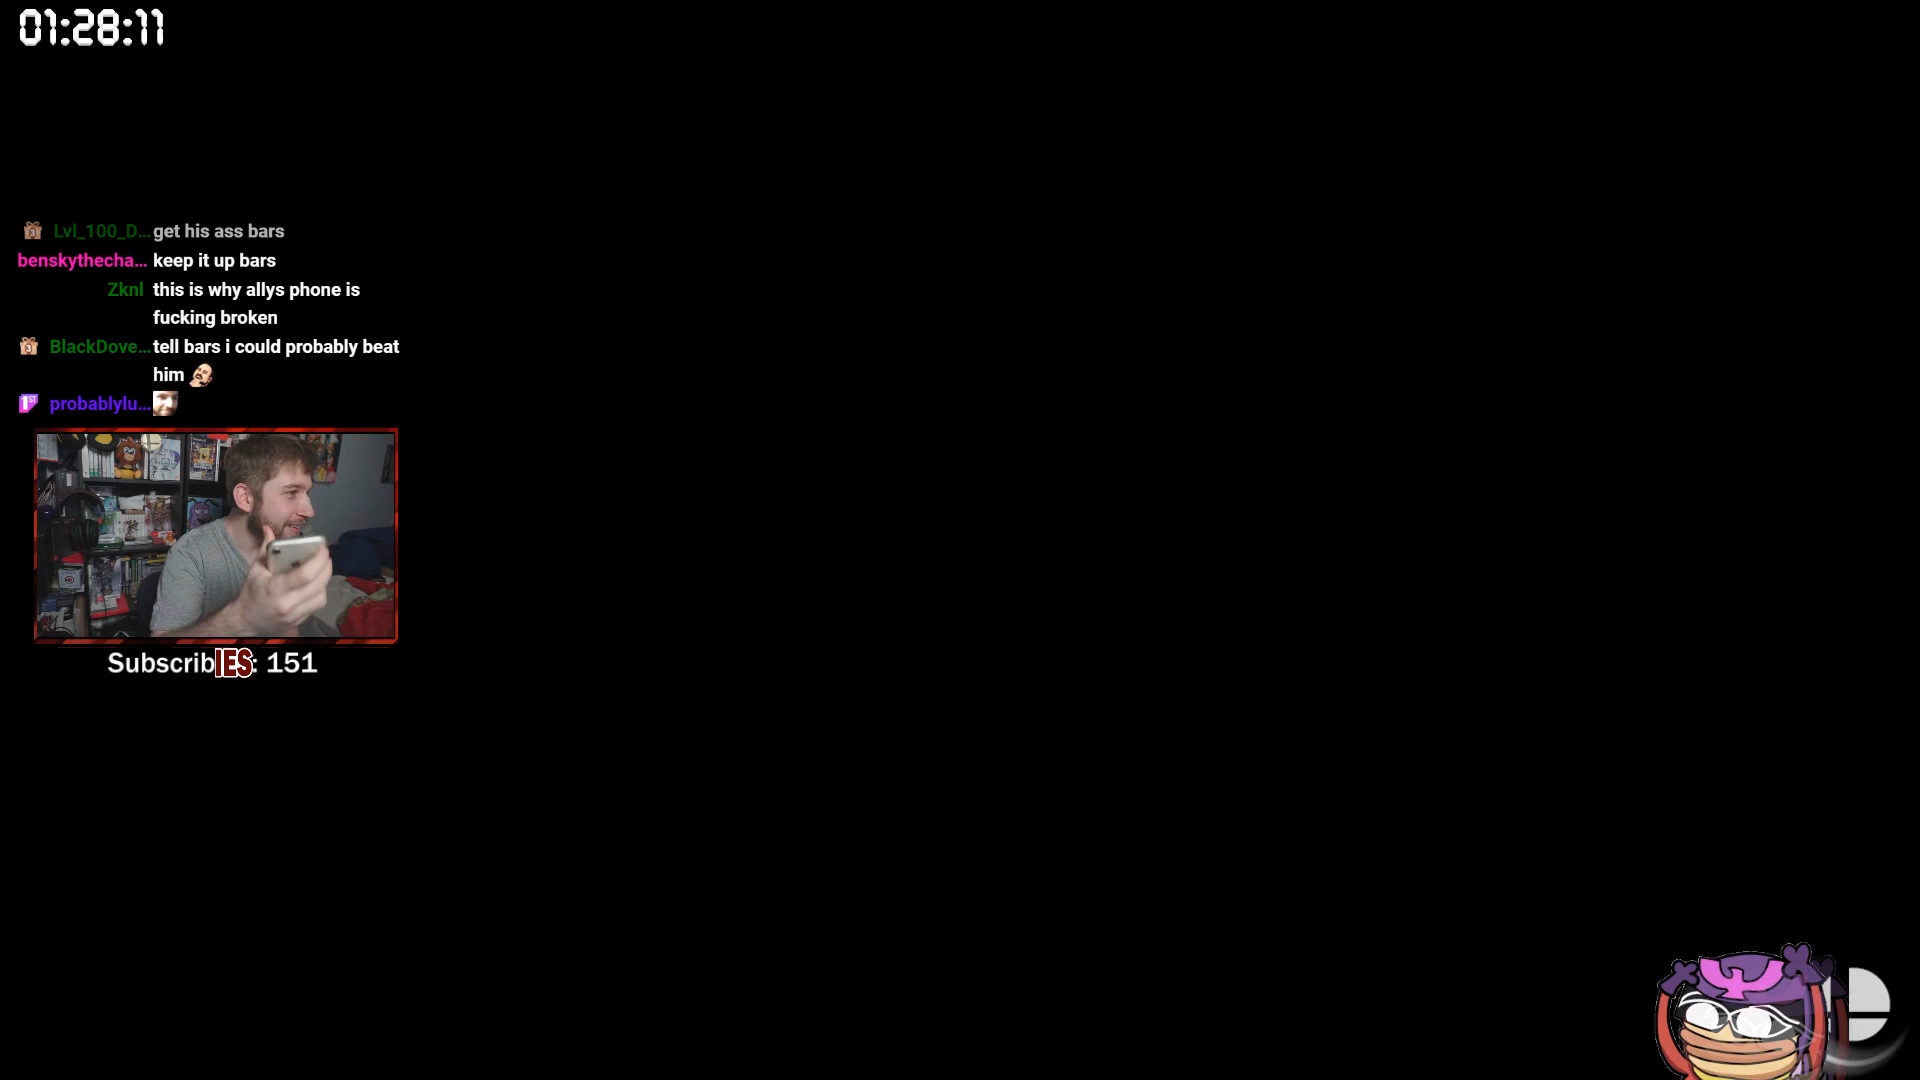 01:28:11
Lvl_100_D... get his ass bars
benskythecha... keep it up bars
Zknl this is why allys phone is
fucking broken
BlackDove... tell bars i could probably beat
him
probablylu...
SubscribIES: 151